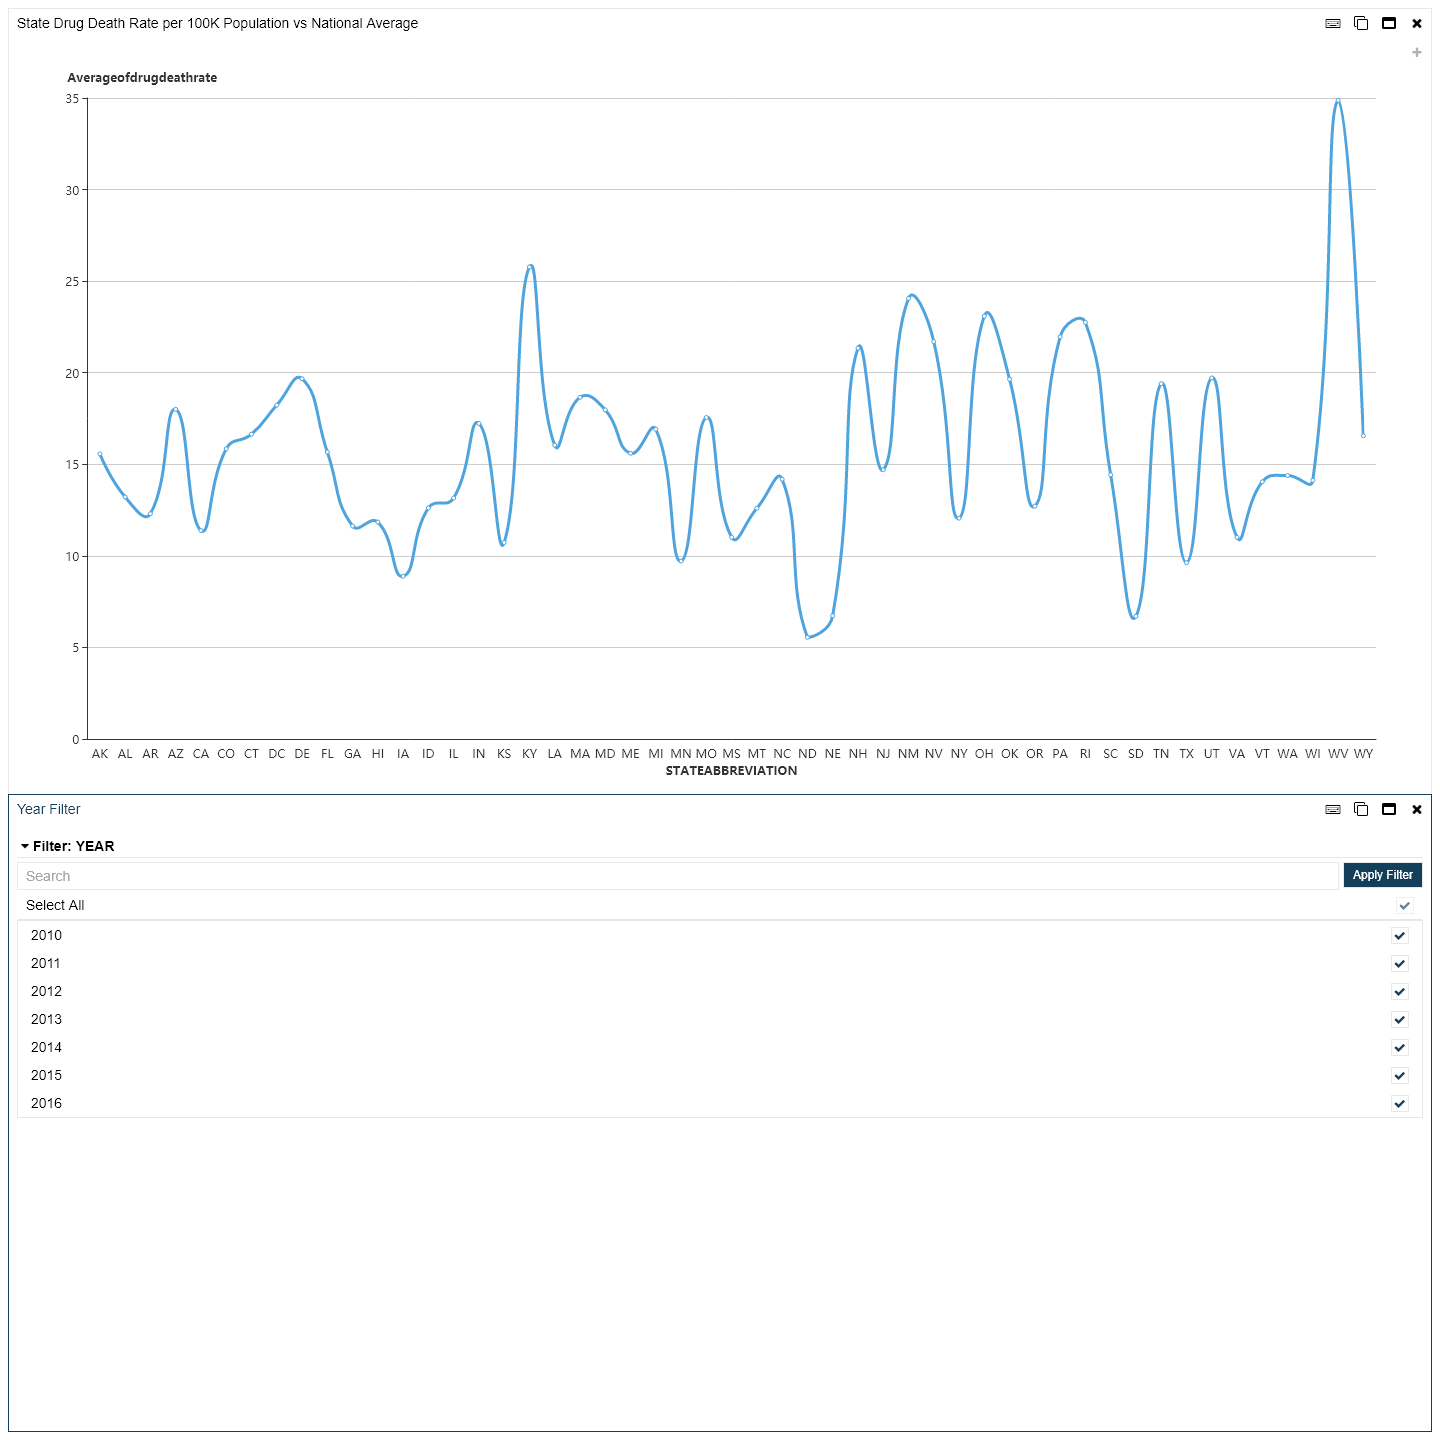 State Drug Death Rate per 100K Population vs National Average
Averageofdrugdeathrate
35
30
25
20
15
10
5
0
AK AL AR AZ CA CO CT DC DE FL GA HI IA ID IL IN KS KY LA MA MD ME MI MN MO MS MT NC ND NE NH NJ NM NV NY OH OK OR PA RI SC SD TN TX UT VA VT WA WI WV WY
STATEABBREVIATION
Year Filter
Filter: YEAR
Search
Apply Filter
Select All
2010
2011
2012
2013
2014
2015
2016